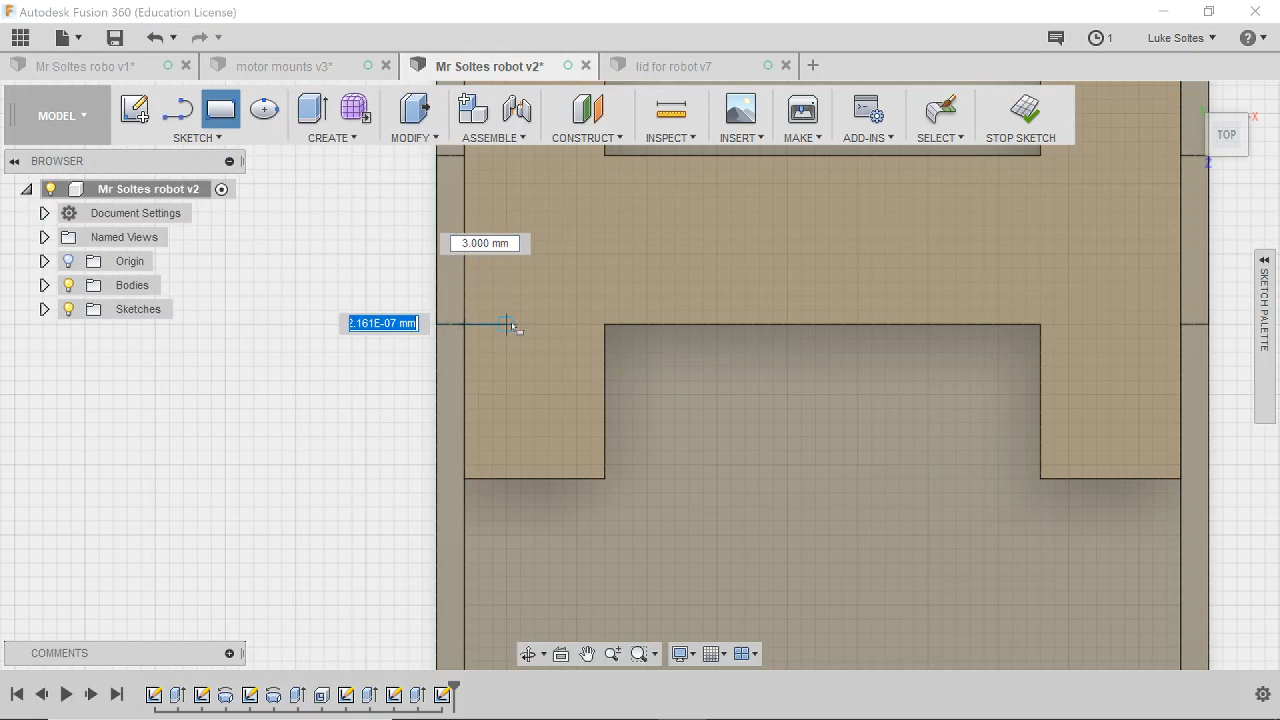 Autodesk Fusion 360 (Education License)
1
Luke Soltes
Mr Soltes robo v1*
motor mounts v3*
Mr Soltes robot v2*
lid for robot v7
MODEL
SKETCH
CREATE
MODIFY
ASSEMBLE
CONSTRUCT
INSPECT
INSERT
MAKE
ADD-INS
SELECT
STOP SKETCH
TOP
X
Y
Z
BROWSER
Mr Soltes robot v2
Document Settings
Named Views
Origin
Bodies
Sketches
3.000 mm
2.161E-07 mm
SKETCH PALETTE
COMMENTS